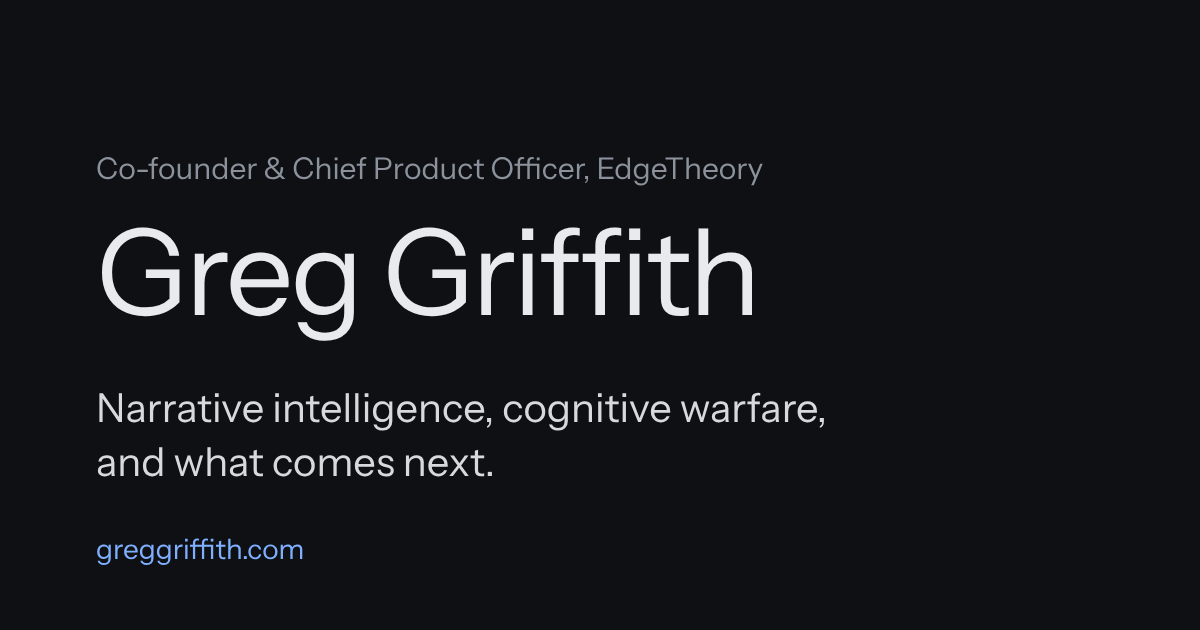 Co-founder & Chief Product Officer, EdgeTheory
Greg Griffith
Narrative intelligence, cognitive warfare,
and what comes next.
greggriffith.com